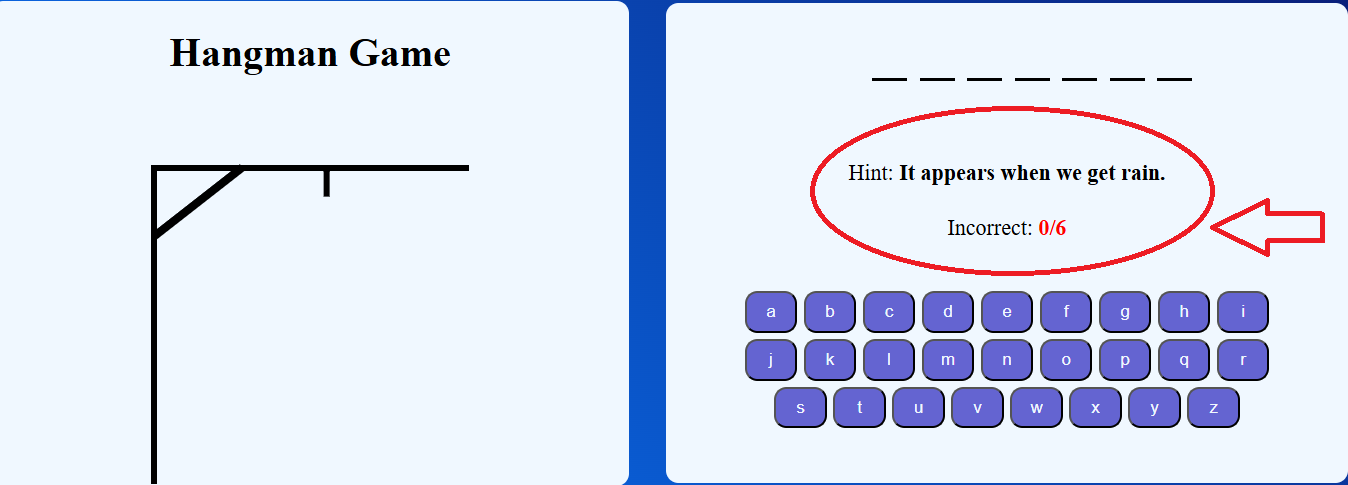 Hangman Game
Hint: It appears when we get rain.
Incorrect: 0/6
a b c d e f g h i
j k l m n o p q r
s t u v w x y z